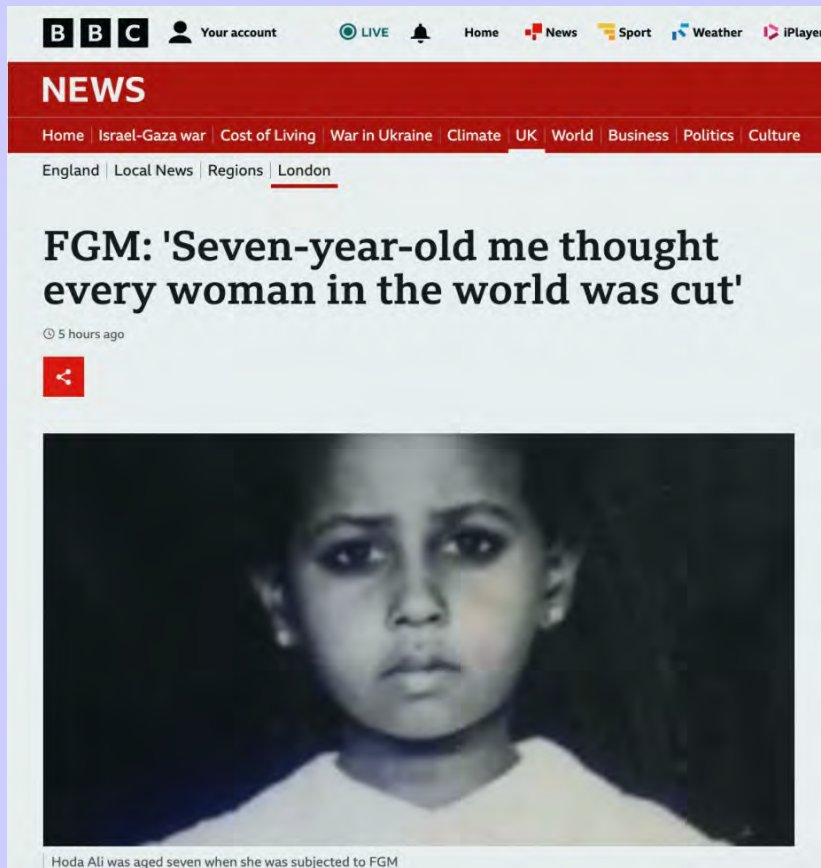 BBC Your account LIVE Home News Sport Weather iPlayer
NEWS
Home Israel-Gaza war Cost of Living War in Ukraine Climate UK World Business Politics Culture
England Local News Regions London
FGM: 'Seven-year-old me thought
every woman in the world was cut'
5 hours ago
Hoda Ali was aged seven when she was subjected to FGM